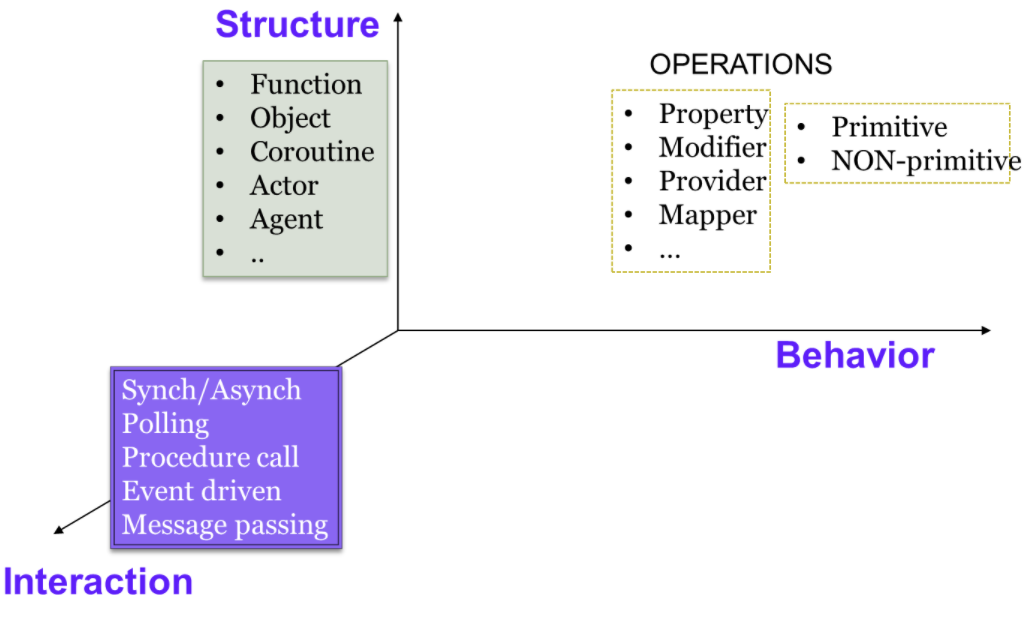 Structure
• Function
• Object
• Coroutine
• Actor
• Agent
• ..
OPERATIONS
• Property
• Modifier
• Provider
• Mapper
• ...
• Primitive
• NON-primitive
Behavior
Synch/Asynch
Polling
Procedure call
Event driven
Message passing
Interaction